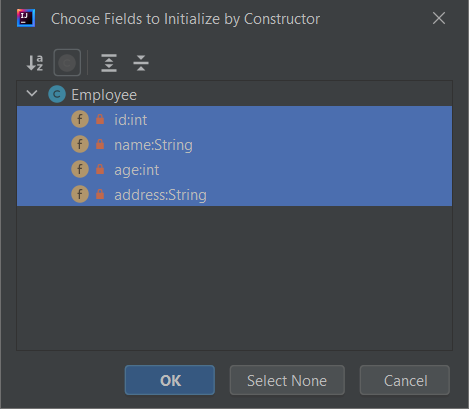 Choose Fields to Initialize by Constructor
Employee
id:int
name:String
age:int
address:String
OK Select None Cancel